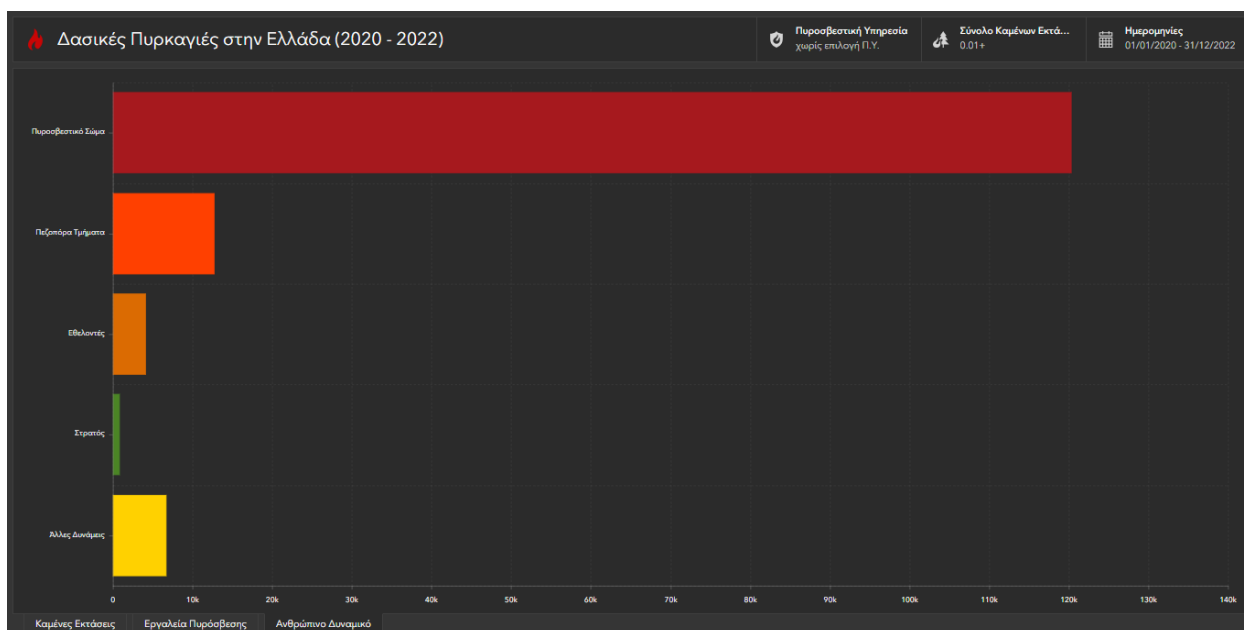 Δασικές Πυρκαγιές στην Ελλάδα (2020 - 2022)
Πυροσβεστική Υπηρεσία
χωρίς επιλογή Π.Υ.
Σύνολο Καμένων Εκτά...
0.01+
Ημερομηνίες
01/01/2020 - 31/12/2022
Πυροσβεστικό Σώμα
Πεζοπόρα Τμήματα
Εθελοντές
Στρατός
Άλλες Δυνάμεις
0 10k 20k 30k 40k 50k 60k 70k 80k 90k 100k 110k 120k 130k 140k
Καμένες Εκτάσεις Εργαλεία Πυρόσβεσης Ανθρώπινο Δυναμικό